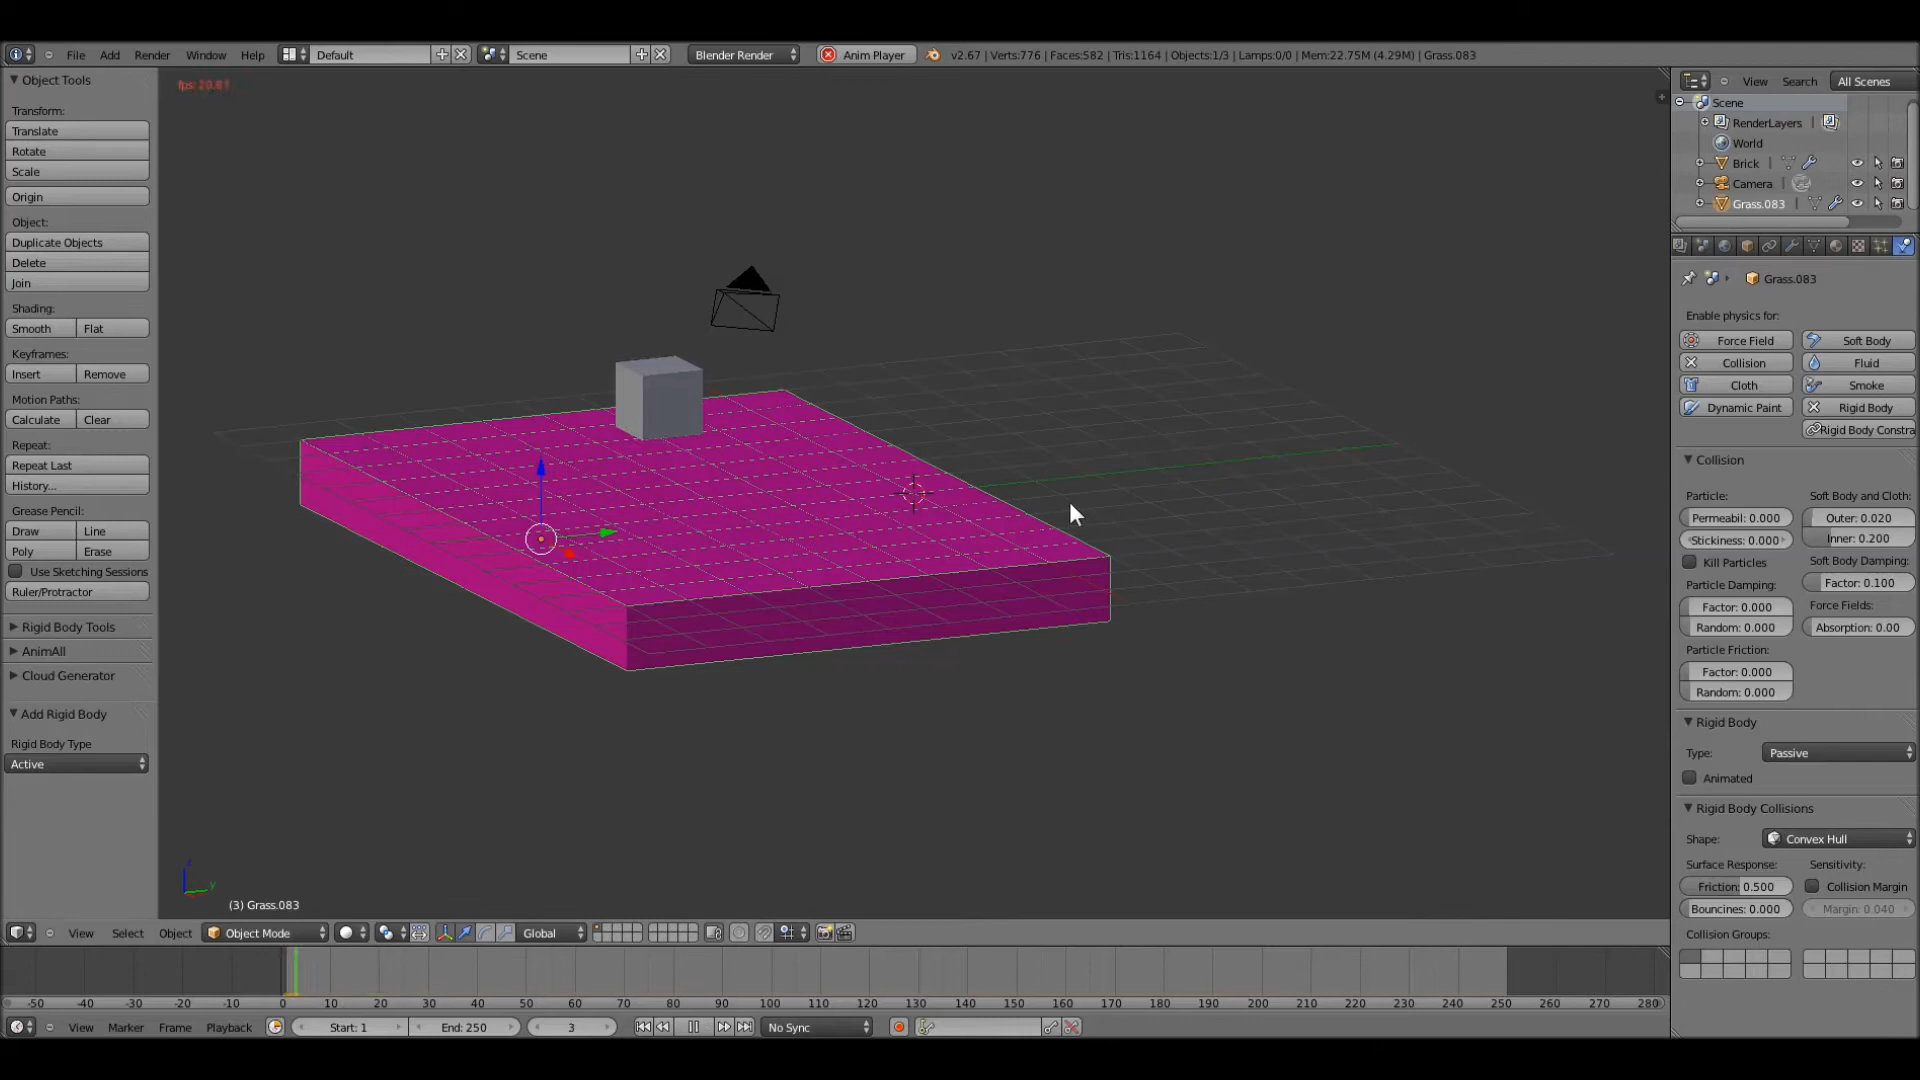 File Add Render Window Help Default Scene Blender Render Anim Player v2.67 | Verts:776 | Faces:582 | Tris:1164 | Objects:1/3 | Lamps:0/0 | Mem:22.75M (4.29M) | Grass.083
Object Tools
Transform:
Translate
Rotate
Scale
Origin
Object:
Duplicate Objects
Delete
Join
Shading:
Smooth Flat
Keyframes:
Insert Remove
Motion Paths:
Calculate Clear
Repeat:
Repeat Last
History...
Grease Pencil:
Draw Line
Poly Erase
Use Sketching Sessions
Ruler/Protractor
Rigid Body Tools
AnimAll
Cloud Generator
Add Rigid Body
Rigid Body Type
Active
z
y
(3) Grass.083
View Search All Scenes
Scene
RenderLayers
World
Brick
Camera
Grass.083
Grass.083
Enable physics for:
Force Field Soft Body
Collision Fluid
Cloth Smoke
Dynamic Paint Rigid Body
Rigid Body Constra
Collision
Particle: Soft Body and Cloth:
Permeabil: 0.000 Outer: 0.020
Stickiness: 0.000 Inner: 0.200
Kill Particles Soft Body Damping:
Particle Damping: Factor: 0.100
Factor: 0.000 Force Fields:
Random: 0.000 Absorption: 0.00
Particle Friction:
Factor: 0.000
Random: 0.000
Rigid Body
Type: Passive
Animated
Rigid Body Collisions
Shape: Convex Hull
Surface Response: Sensitivity:
Friction: 0.500 Collision Margin
Bouncines: 0.000 Margin: 0.040
Collision Groups:
View Select Object Object Mode Global
-50 -40 -30 -20 -10 0 10 20 30 40 50 60 70 80 90 100 110 120 130 140 150 160 170 180 190 200 210 220 230 240 250 260 270 280
View Marker Frame Playback Start: 1 End: 250 3 No Sync